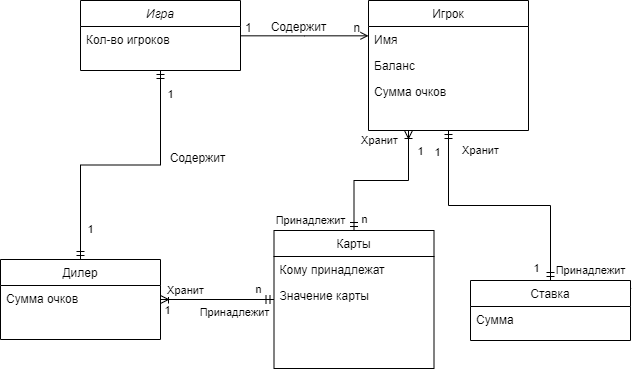 Игра
Кол-во игроков
1
Содержит
n
Игрок
Имя
Баланс
Сумма очков
1
Содержит
1
Хранит
1
1
Хранит
Принадлежит
n
Карты
Кому принадлежат
Значение карты
Дилер
Сумма очков
Хранит
1
n
Принадлежит
1
Принадлежит
Ставка
Сумма